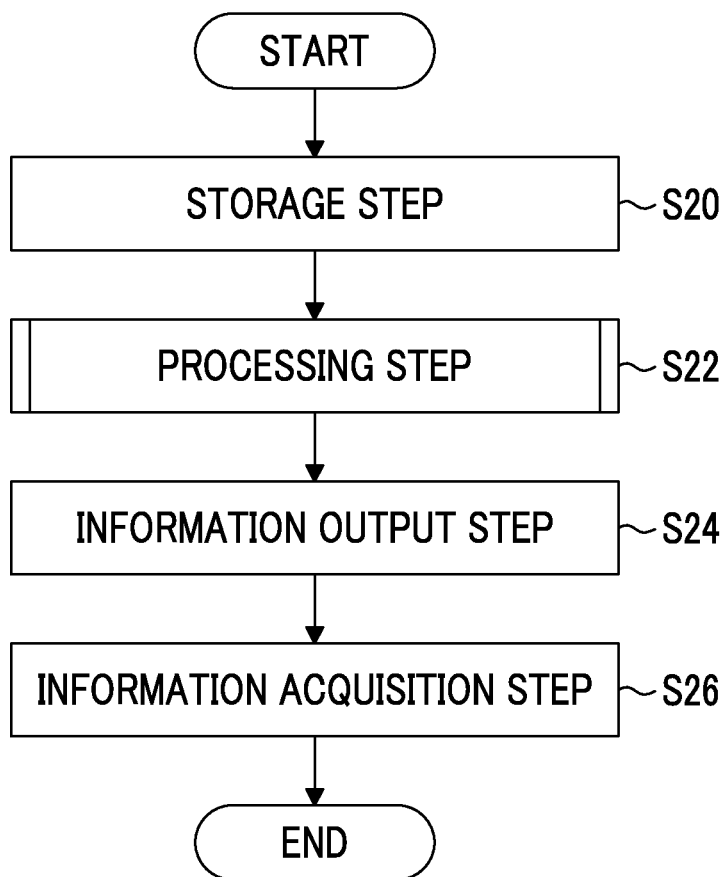 START
STORAGE STEP S20
PROCESSING STEP S22
INFORMATION OUTPUT STEP S24
INFORMATION ACQUISITION STEP S26
END